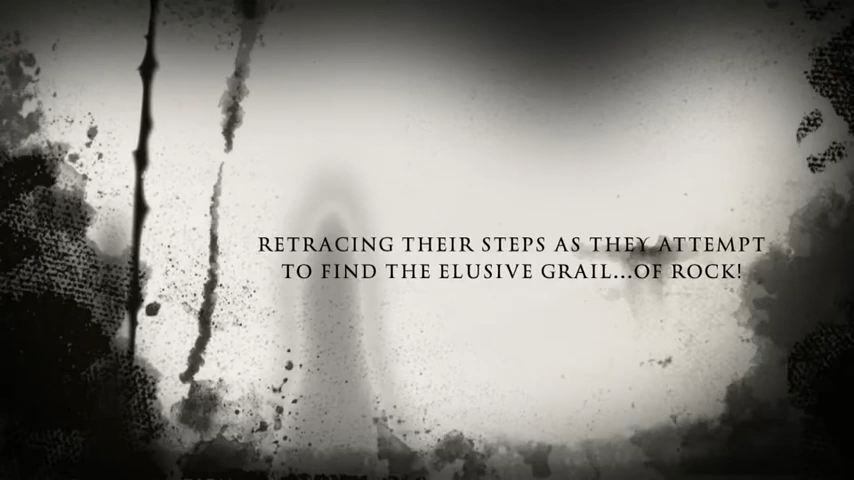 RETRACING THEIR STEPS AS THEY ATTEMPT
TO FIND THE ELUSIVE GRAIL...OF ROCK!